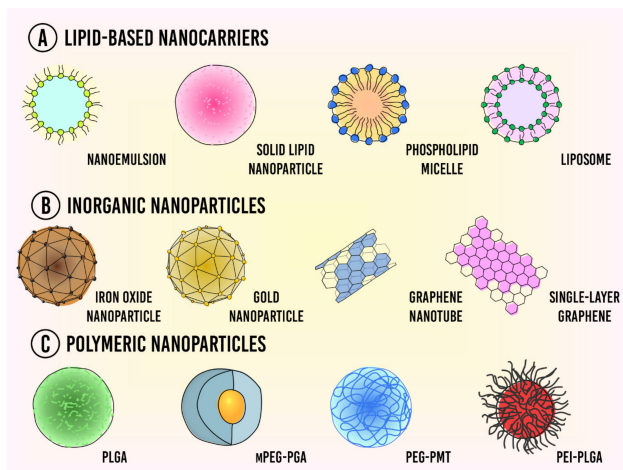 A LIPID-BASED NANOCARRIERS
NANOEMULSION
SOLID LIPID
NANOPARTICLE
PHOSPHOLIPID
MICELLE
LIPOSOME
B INORGANIC NANOPARTICLES
IRON OXIDE
NANOPARTICLE
GOLD
NANOPARTICLE
GRAPHENE
NANOTUBE
SINGLE-LAYER
GRAPHENE
C POLYMERIC NANOPARTICLES
PLGA
MPEG-PGA
PEG-PMT
PEI-PLGA